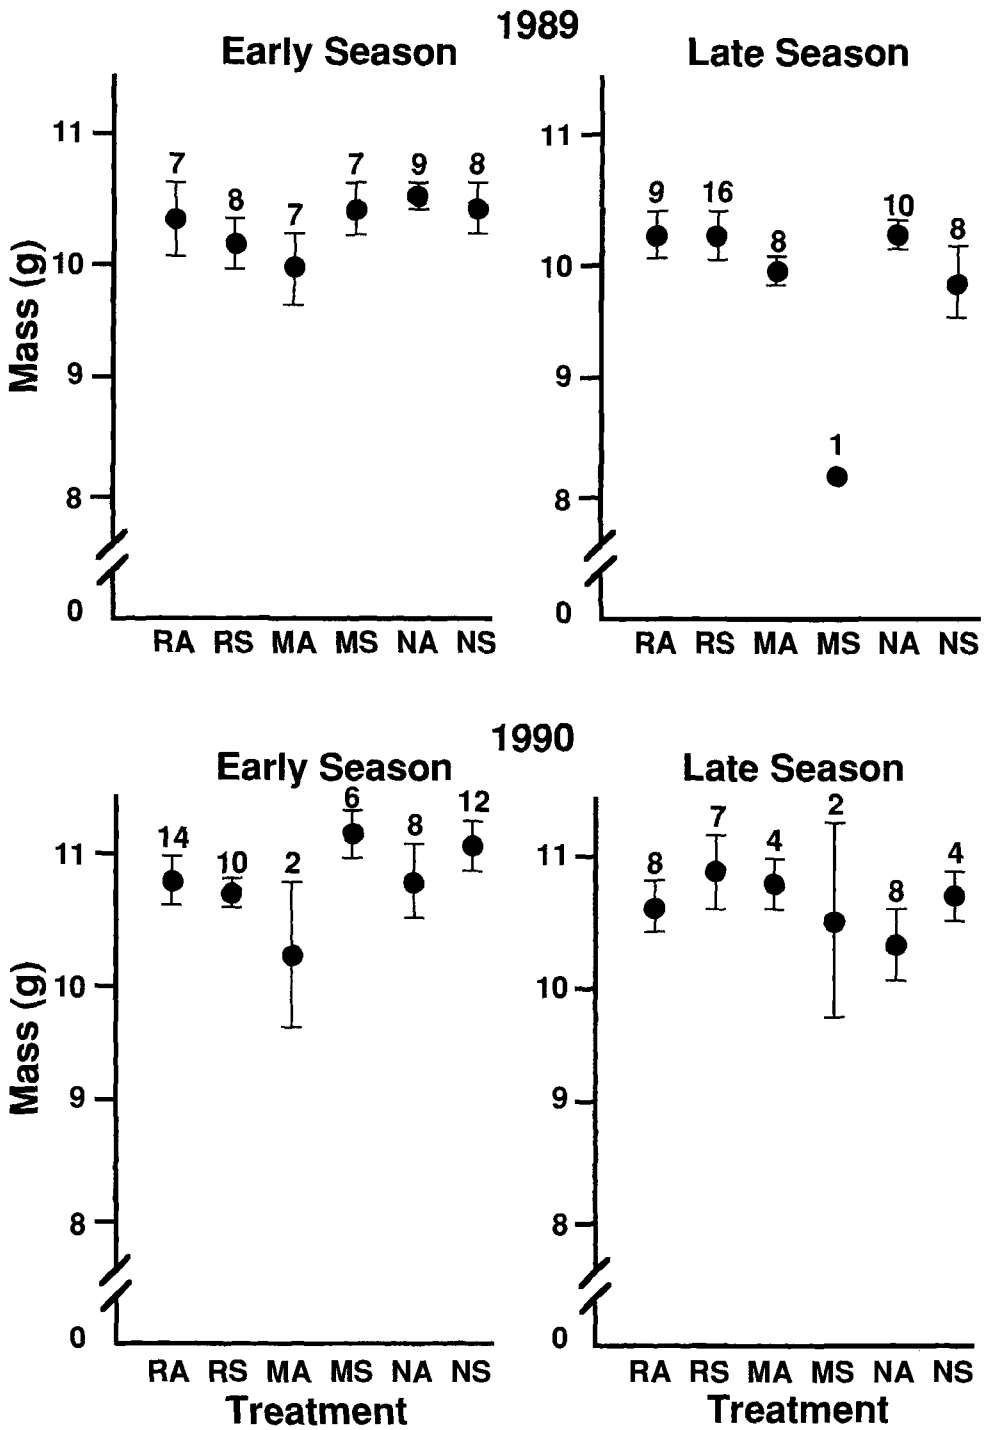 1989
Early Season Late Season
11 7 8 7 7 9 8 11 9 16 8 10 8
Mass (g)
10 10
9 9
1
8 8
0 0
RA RS MA MS NA NS RA RS MA MS NA NS
1990
Early Season Late Season
14 10 2 6 8 12 8 7 4 2 8 4
11 11
Mass (g)
10 10
9 9
8 8
0 0
RA RS MA MS NA NS RA RS MA MS NA NS
Treatment Treatment